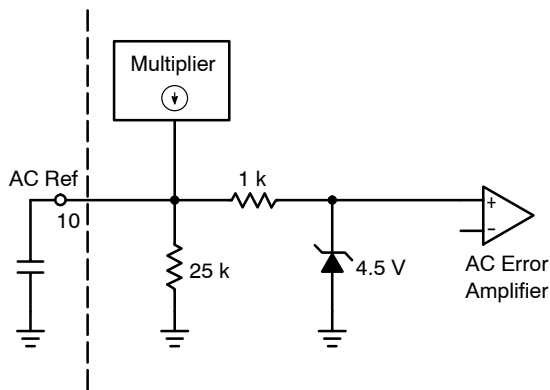 Multiplier
AC Ref
10
1 k
25 k
4.5 V
+
−
AC Error
Amplifier